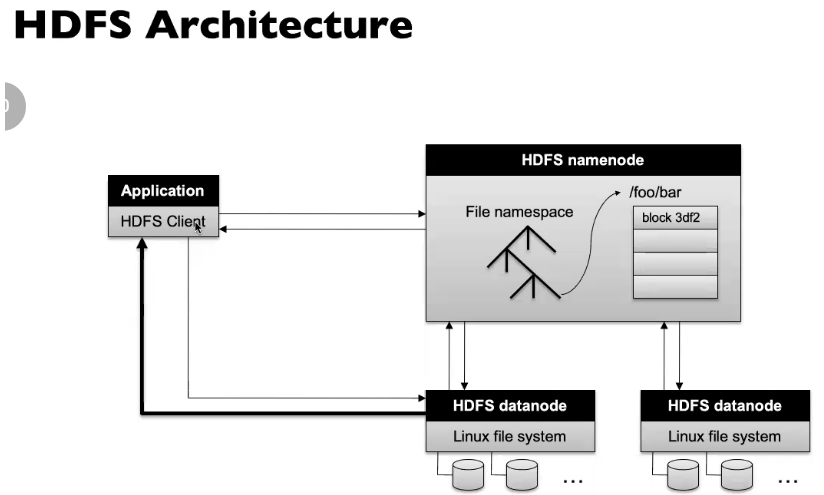 HDFS Architecture
Application
HDFS Client
HDFS namenode
File namespace
/foo/bar
block 3df2
HDFS datanode
Linux file system
...
HDFS datanode
Linux file system
...